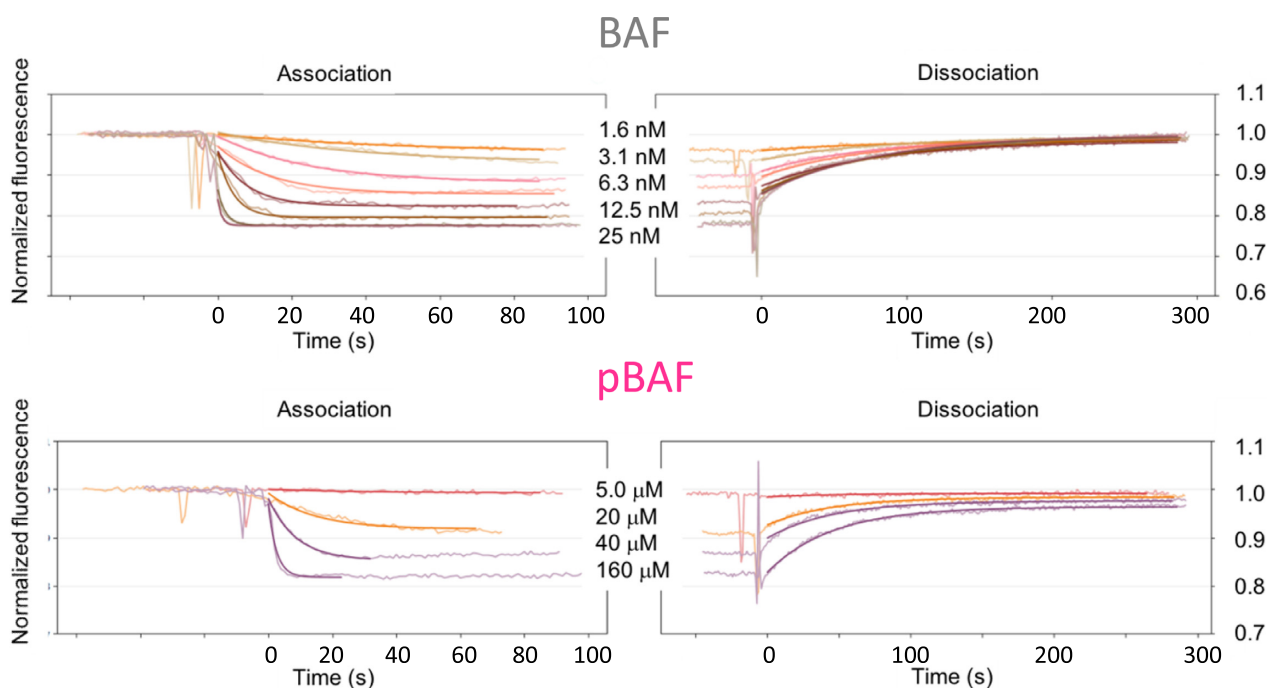 BAF
Association
Dissociation
Normalized fluorescence
1.6 nM
3.1 nM
6.3 nM
12.5 nM
25 nM
1.1
1.0
0.9
0.8
0.7
0.6
0 20 40 60 80 100
Time (s)
0 100 200 300
Time (s)
pBAF
Association
Dissociation
Normalized fluorescence
5.0 μM
20 μM
40 μM
160 μM
1.1
1.0
0.9
0.8
0.7
0 20 40 60 80 100
Time (s)
0 100 200 300
Time (s)